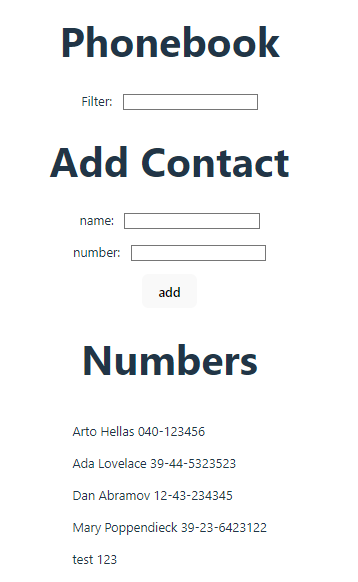 Phonebook
Filter:
Add Contact
name:
number:
add
Numbers
Arto Hellas 040-123456
Ada Lovelace 39-44-5323523
Dan Abramov 12-43-234345
Mary Poppendieck 39-23-6423122
test 123